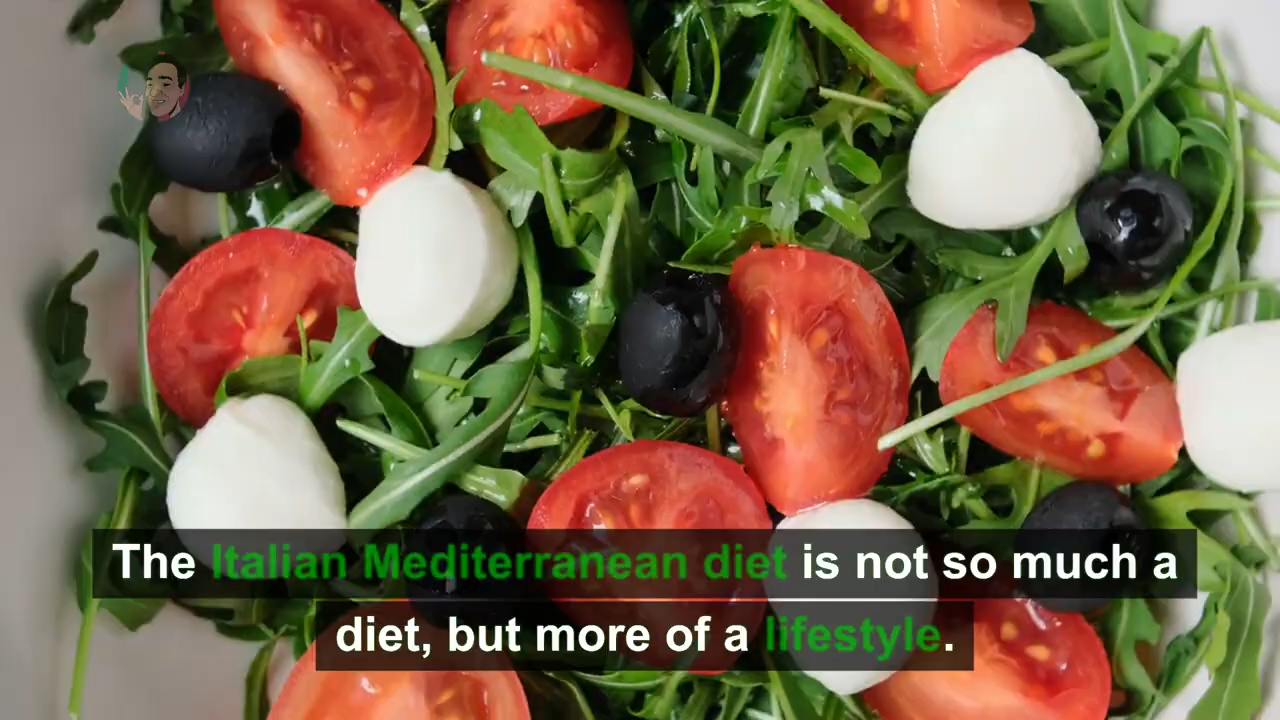 The Italian Mediterranean diet is not so much a
diet, but more of a lifestyle.